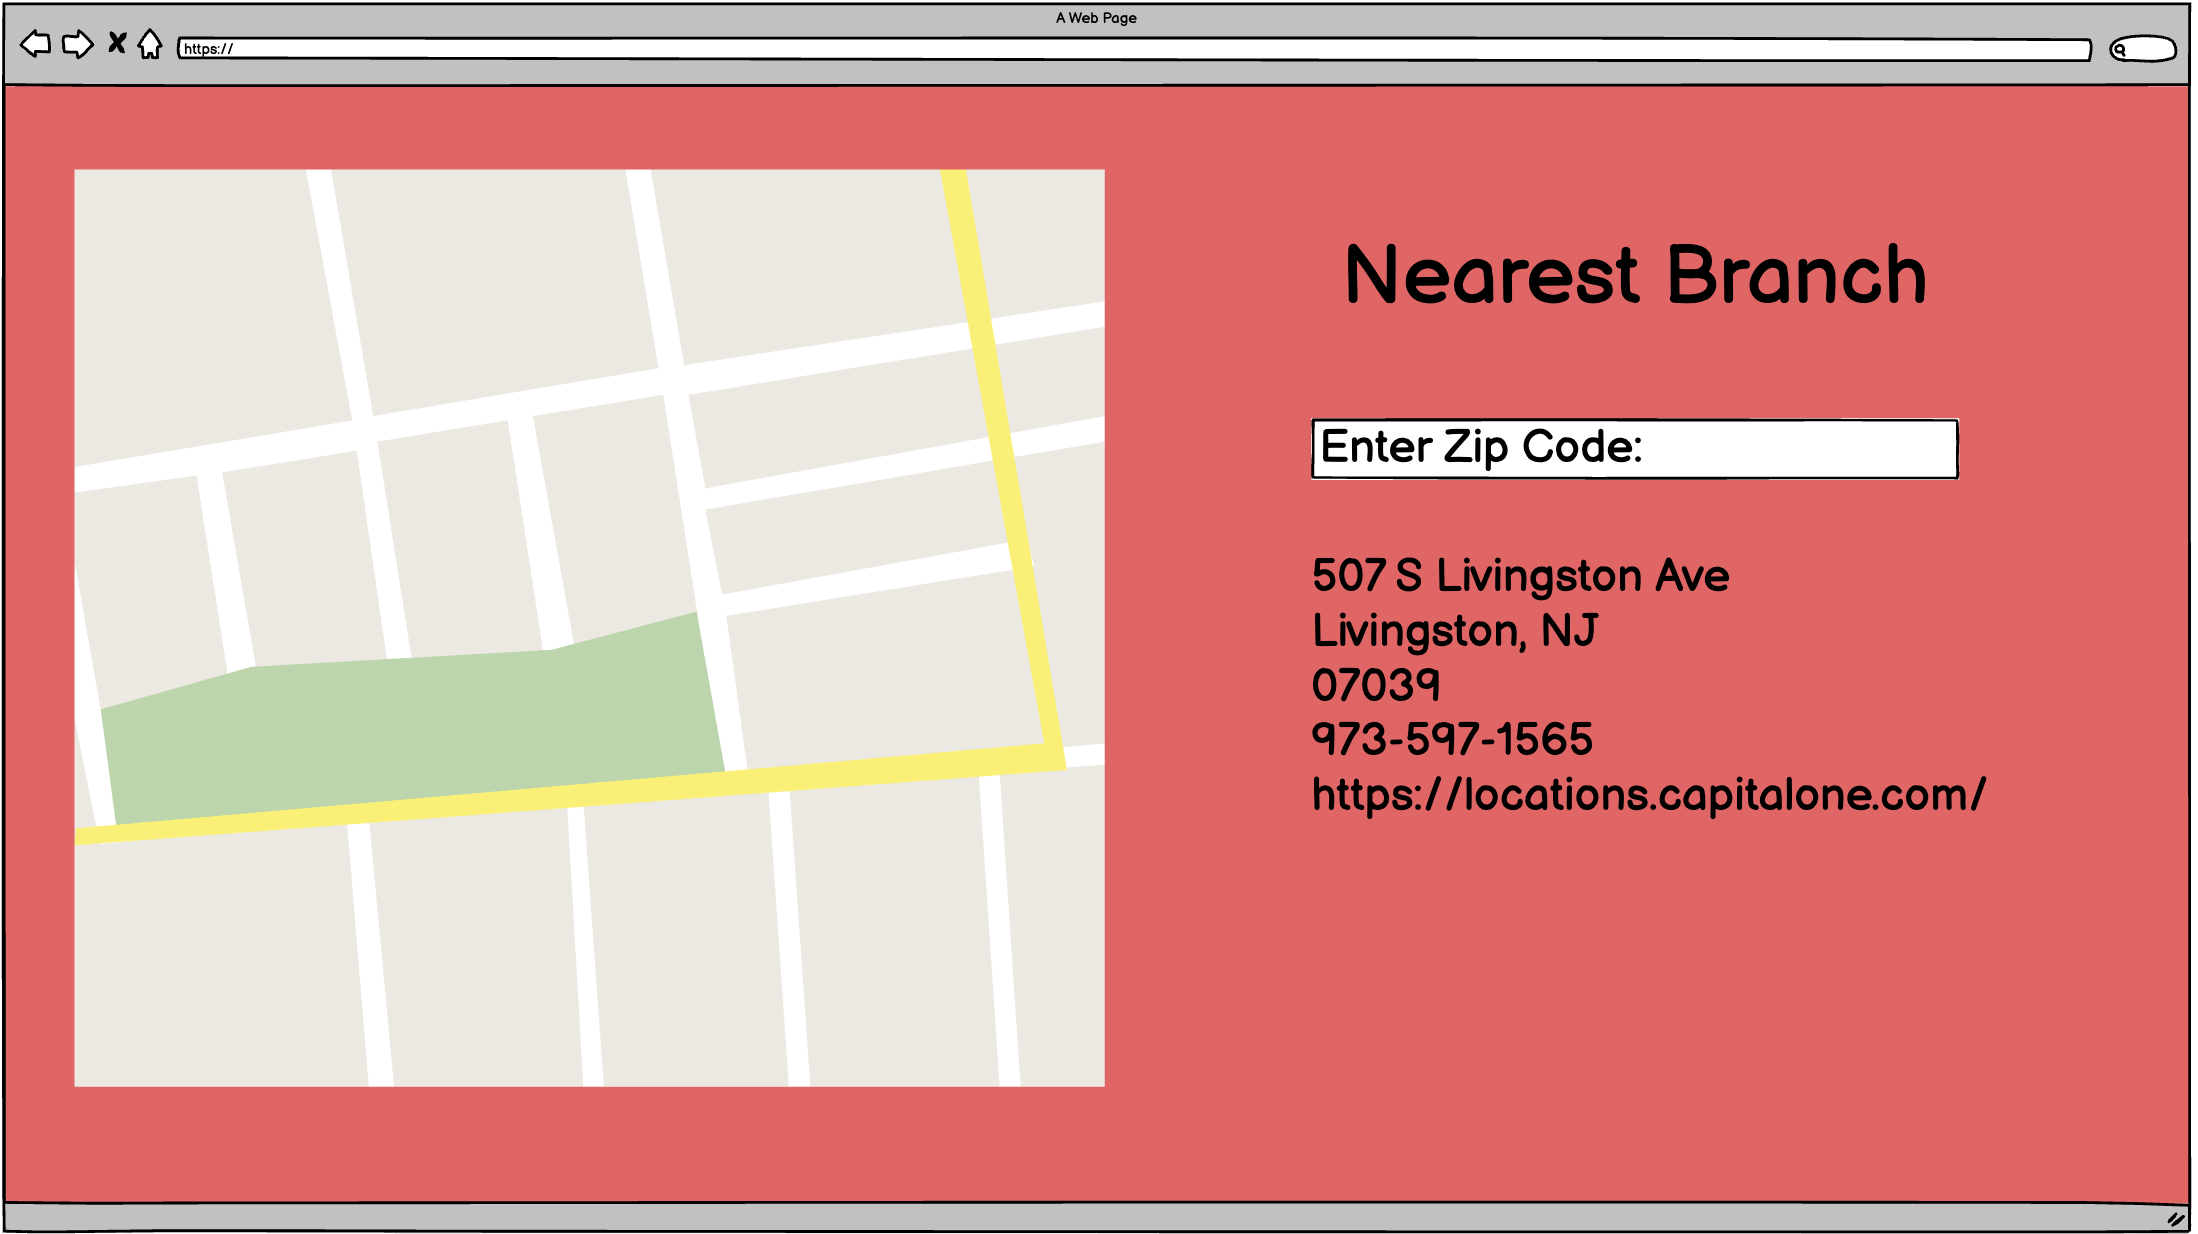 A Web Page
https://
Nearest Branch
Enter Zip Code:
507 S Livingston Ave
Livingston, NJ
07039
973-597-1565
https://locations.capitalone.com/